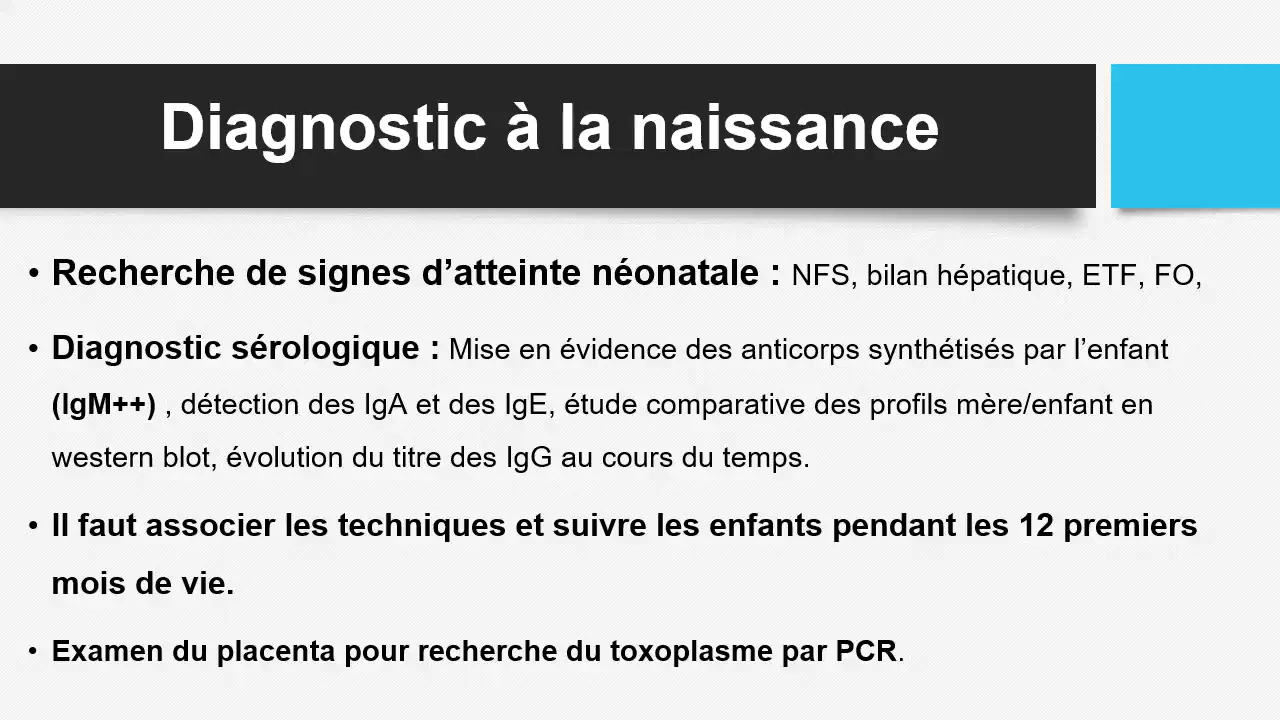 Diagnostic à la naissance
• Recherche de signes d’atteinte néonatale : NFS, bilan hépatique, ETF, FO,
• Diagnostic sérologique : Mise en évidence des anticorps synthétisés par l’enfant
(IgM++) , détection des IgA et des IgE, étude comparative des profils mère/enfant en
western blot, évolution du titre des IgG au cours du temps.
• Il faut associer les techniques et suivre les enfants pendant les 12 premiers
mois de vie.
• Examen du placenta pour recherche du toxoplasme par PCR.